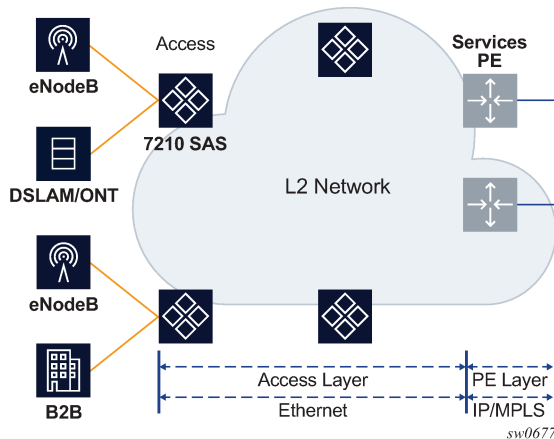 eNodeB
Access
7210 SAS
DSLAM/ONT
Services
PE
L2 Network
eNodeB
B2B
Access Layer
PE Layer
Ethernet
IP/MPLS
sw0677